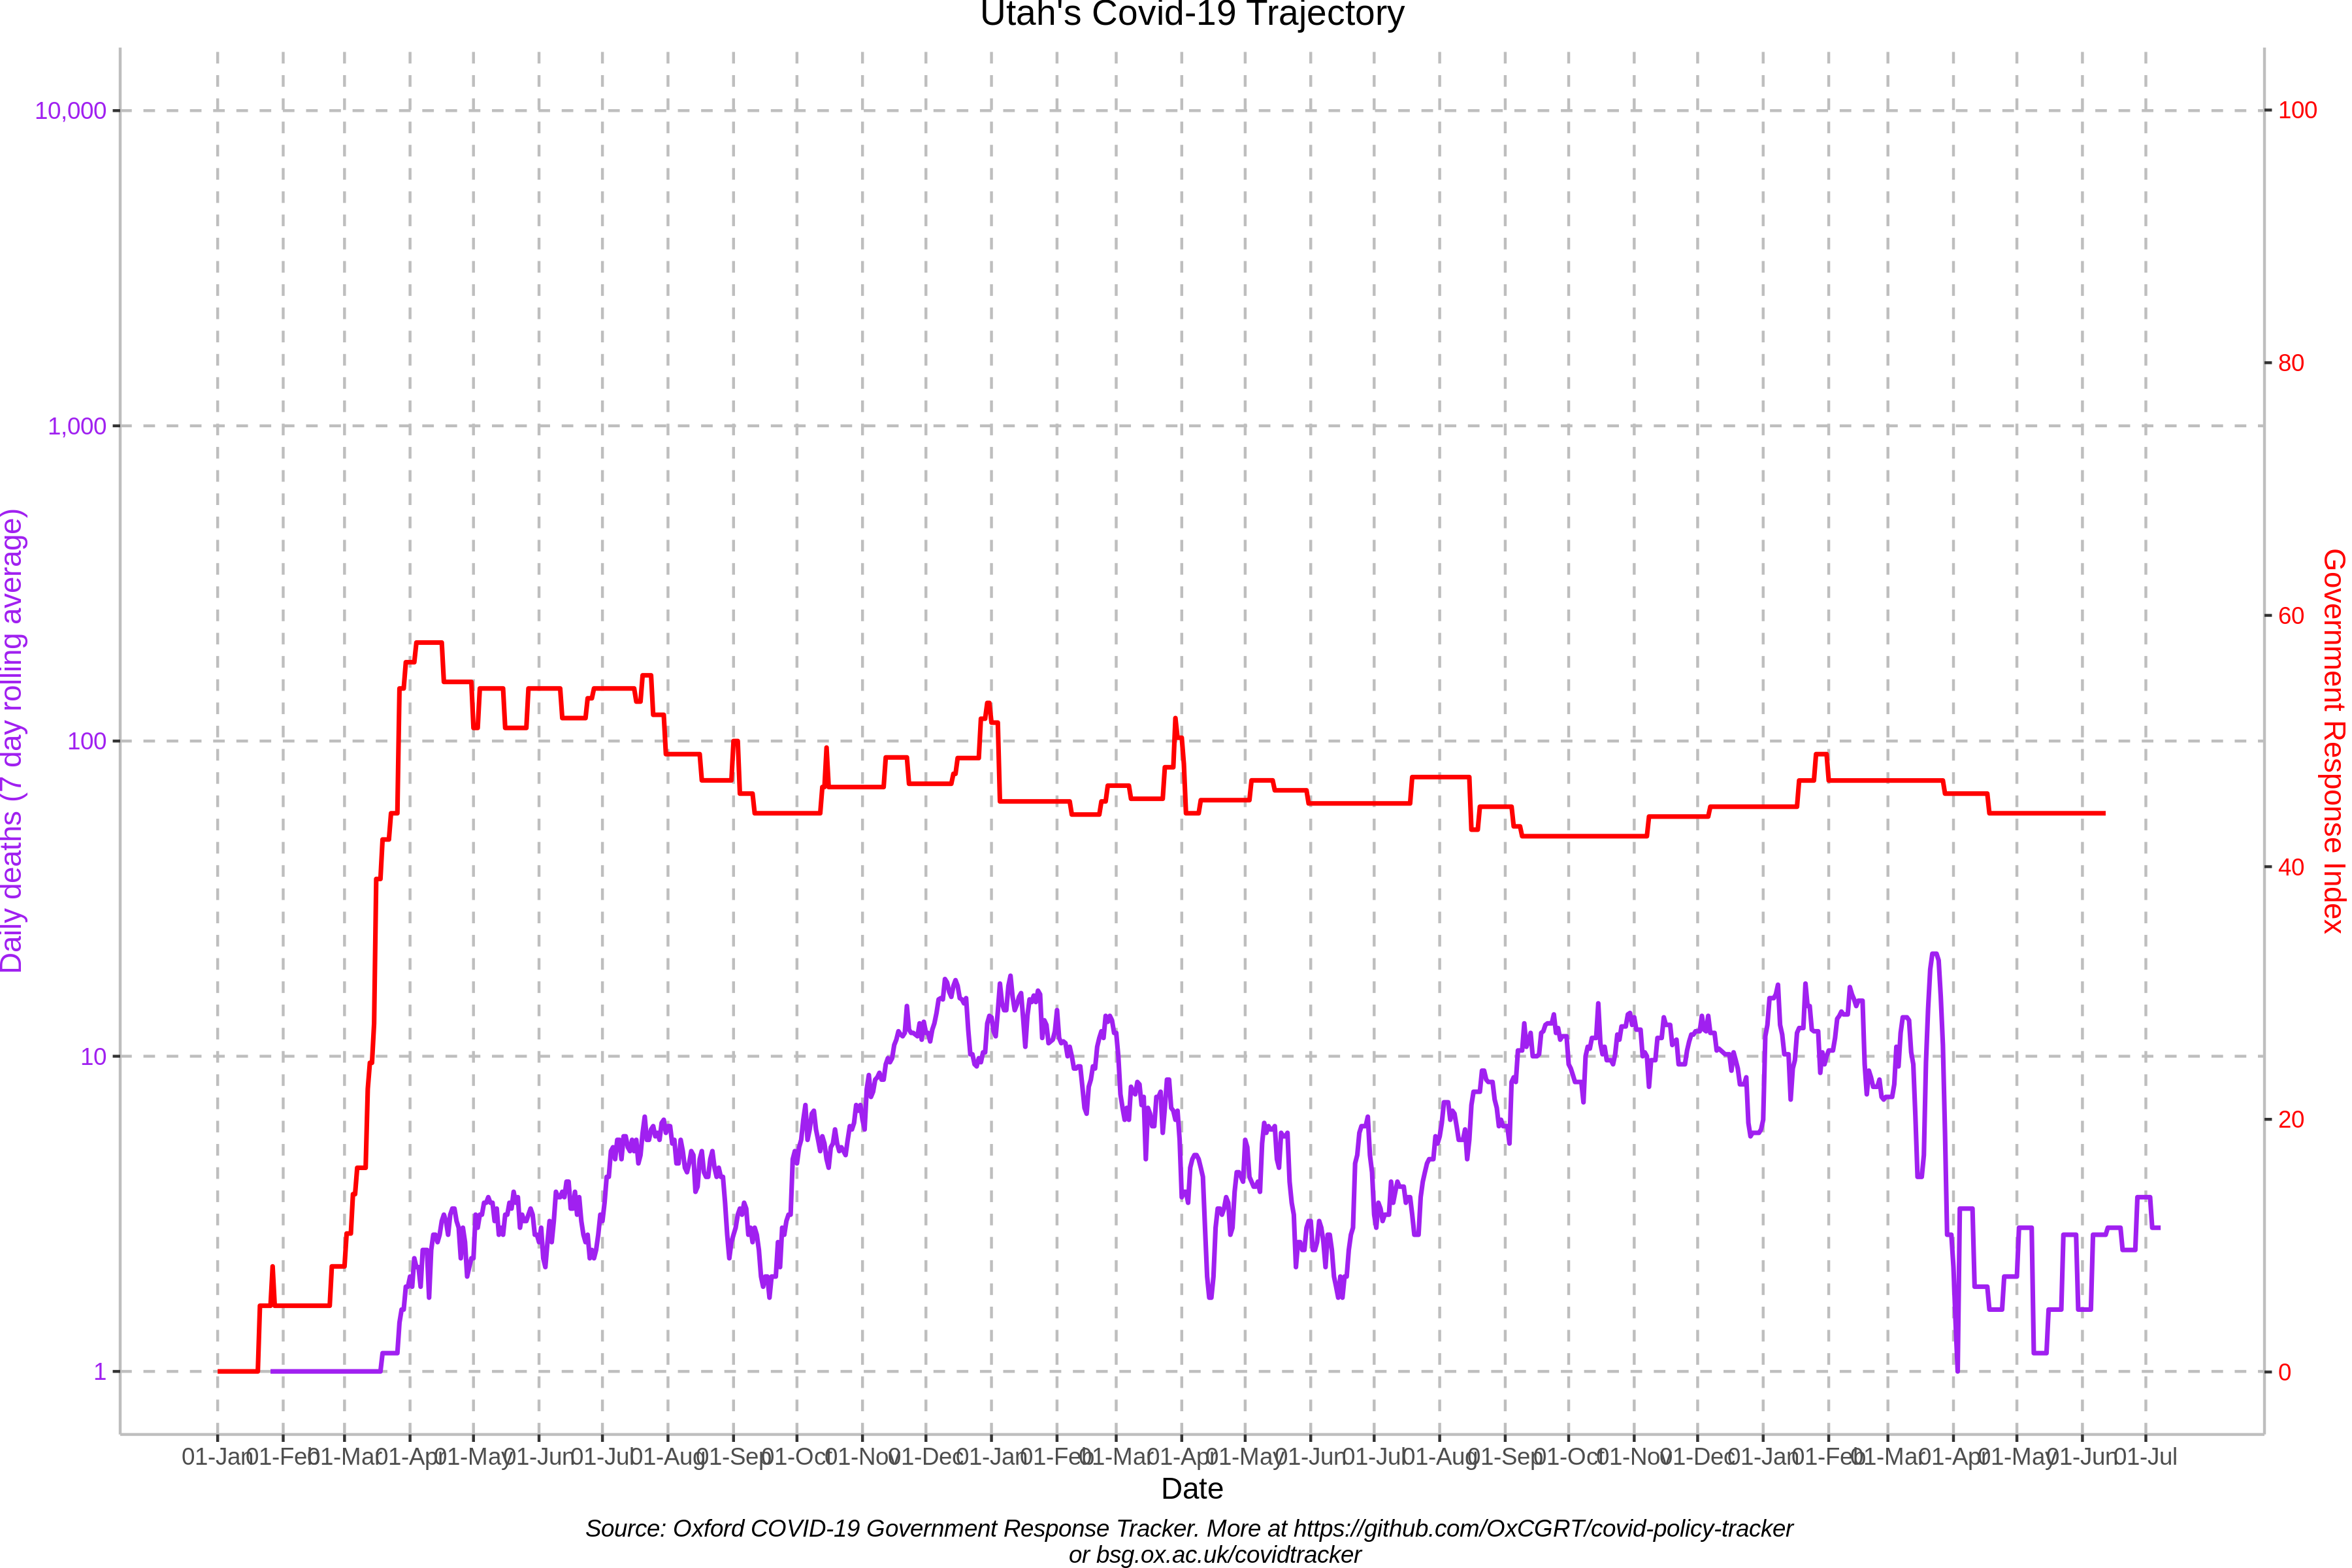 Utah's Covid-19 Trajectory
10,000
1,000
100
10
1
Daily deaths (7 day rolling average)
100
80
60
40
20
0
Government Response Index
01-Jan 01-Feb 01-Mar 01-Apr 01-May 01-Jun 01-Jul 01-Aug 01-Sep 01-Oct 01-Nov 01-Dec 01-Jan 01-Feb 01-Mar 01-Apr 01-May 01-Jun 01-Jul 01-Aug 01-Sep 01-Oct 01-Nov 01-Dec 01-Jan 01-Feb 01-Mar 01-Apr 01-May 01-Jun 01-Jul
Date
Source: Oxford COVID-19 Government Response Tracker. More at https://github.com/OxCGRT/covid-policy-tracker
or bsg.ox.ac.uk/covidtracker